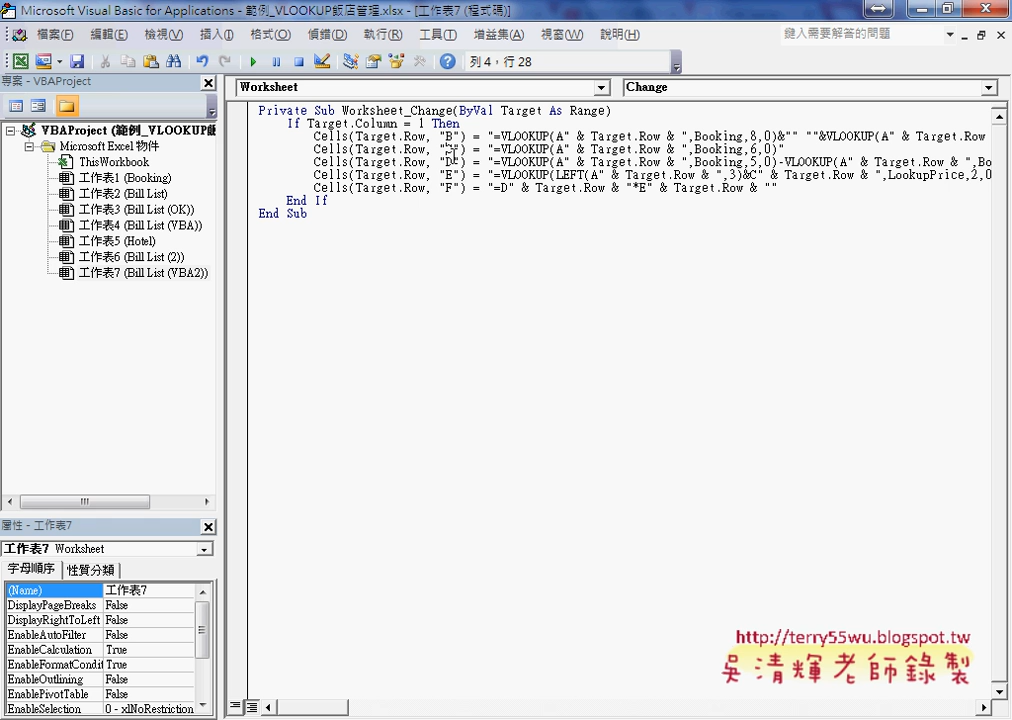 Microsoft Visual Basic for Applications - 範例_VLOOKUP飯店管理.xlsx - [工作表7 (程式碼)]
檔案(F) 編輯(E) 檢視(V) 插入(I) 格式(O) 偵錯(D) 執行(R) 工具(T) 增益集(A) 視窗(W) 說明(H) 鍵入需要解答的問題
列 4, 行 28
專案 - VBAProject
Worksheet Change
VBAProject (範例_VLOOKUP飯
Microsoft Excel 物件
ThisWorkbook
工作表1 (Booking)
工作表2 (Bill List)
工作表3 (Bill List (OK))
工作表4 (Bill List (VBA))
工作表5 (Hotel)
工作表6 (Bill List (2))
工作表7 (Bill List (VBA2))
Private Sub Worksheet_Change(ByVal Target As Range)
If Target.Column = 1 Then
Cells(Target.Row, "B") = "=VLOOKUP(A" & Target.Row & ",Booking,8,0)&"" ""&VLOOKUP(A" & Target.Row
Cells(Target.Row, ") = "=VLOOKUP(A" & Target.Row & ",Booking,6,0)"
Cells(Target.Row, "D") = "=VLOOKUP(A" & Target.Row & ",Booking,5,0)-VLOOKUP(A" & Target.Row & ",Bo
Cells(Target.Row, "E") = "=VLOOKUP(LEFT(A" & Target.Row & ",3)&C" & Target.Row & ",LookupPrice,2,0
Cells(Target.Row, "F") = "=D" & Target.Row & "*E" & Target.Row & ""
End If
End Sub
屬性 - 工作表7
工作表7 Worksheet
字母順序 性質分類
(Name) 工作表7
DisplayPageBreaks False
DisplayRightToLeft False
EnableAutoFilter False
EnableCalculation True
EnableFormatCondit True
EnableOutlining False
EnablePivotTable False
EnableSelection 0 - xlNoRestriction
http://terry55wu.blogspot.tw
吳清輝老師錄製